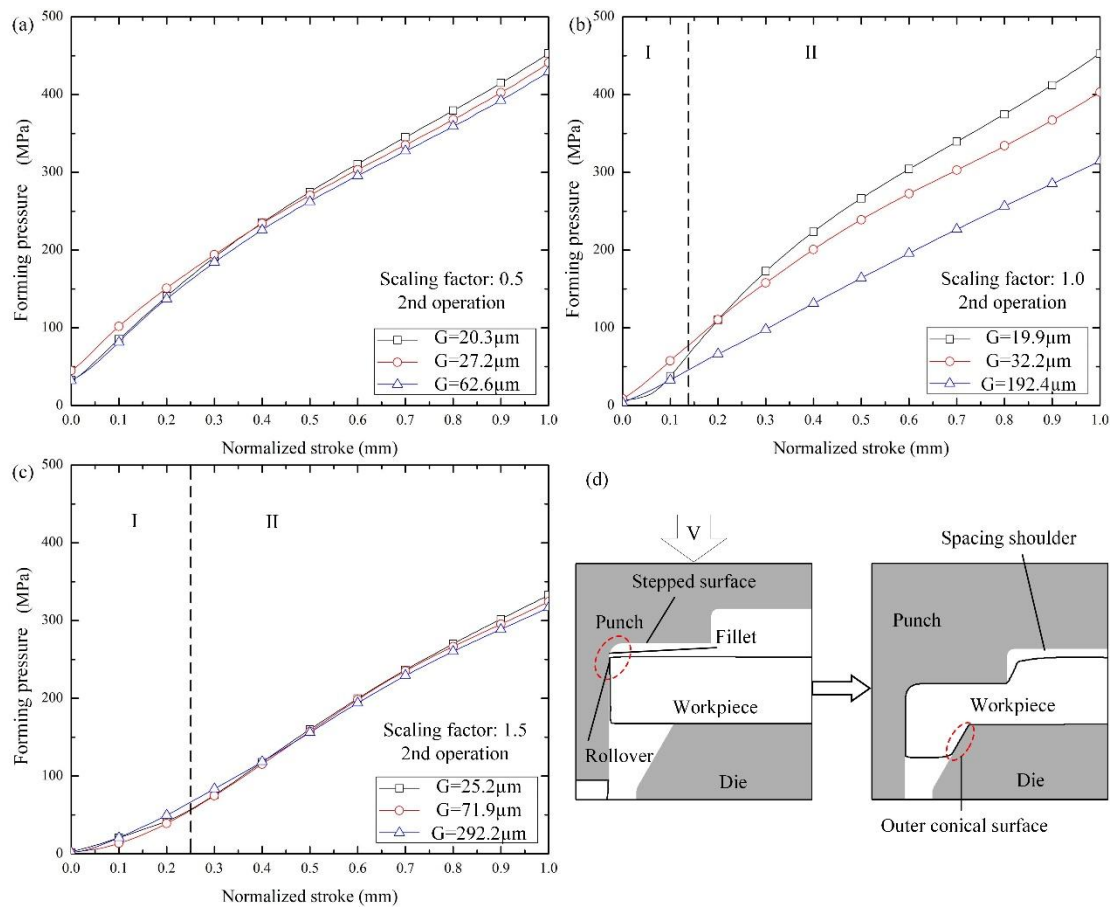 (a)
500
400
300
200
100
0
Forming pressure (MPa)
Scaling factor: 0.5
2nd operation
G=20.3μm
G=27.2μm
G=62.6μm
0.0 0.1 0.2 0.3 0.4 0.5 0.6 0.7 0.8 0.9 1.0
Normalized stroke (mm)
(b)
I II
500
400
300
200
100
0
Forming pressure (MPa)
Scaling factor: 1.0
2nd operation
G=19.9μm
G=32.2μm
G=192.4μm
0.0 0.1 0.2 0.3 0.4 0.5 0.6 0.7 0.8 0.9 1.0
Normalized stroke (mm)
(c)
I II
500
400
300
200
100
0
Forming pressure (MPa)
Scaling factor: 1.5
2nd operation
G=25.2μm
G=71.9μm
G=292.2μm
0.0 0.1 0.2 0.3 0.4 0.5 0.6 0.7 0.8 0.9 1.0
Normalized stroke (mm)
(d)
V
Stepped surface
Punch
Fillet
Workpiece
Rollover
Die
Spacing shoulder
Punch
Workpiece
Die
Outer conical surface